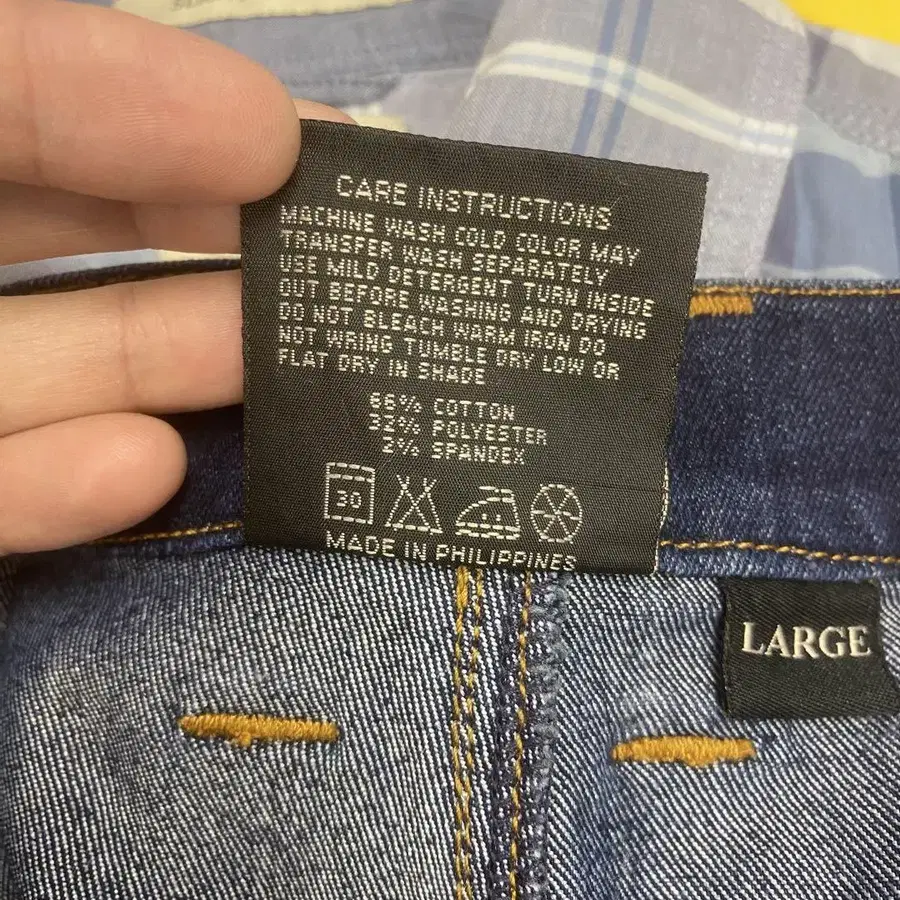 CARE INSTRUCTIONS
MACHINE WASH COLD COLOR MAY
TRANSFER WASH SEPARATELY
USE MILD DETERGENT TURN INSIDE
OUT BEFORE WASHING AND DRYING
DO NOT BLEACH WARM IRON DO
NOT WIRING TUMBLE DRY LOW OR
FLAT DRY IN SHADE
66% COTTON
32% POLYESTER
2% SPANDEX
30
MADE IN PHILIPPINES
LARGE